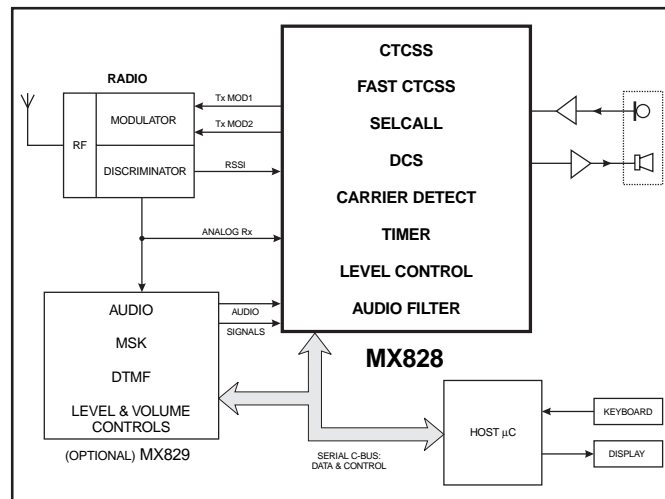 RADIO
RF
MODULATOR
DISCRIMINATOR
Tx MOD1
Tx MOD2
RSSI
ANALOG Rx
CTCSS
FAST CTCSS
SELCALL
DCS
CARRIER DETECT
TIMER
LEVEL CONTROL
AUDIO FILTER
MX828
AUDIO
MSK
DTMF
LEVEL & VOLUME
CONTROLS
(OPTIONAL) MX829
AUDIO
SIGNALS
SERIAL C-BUS:
DATA & CONTROL
HOST µC
KEYBOARD
DISPLAY